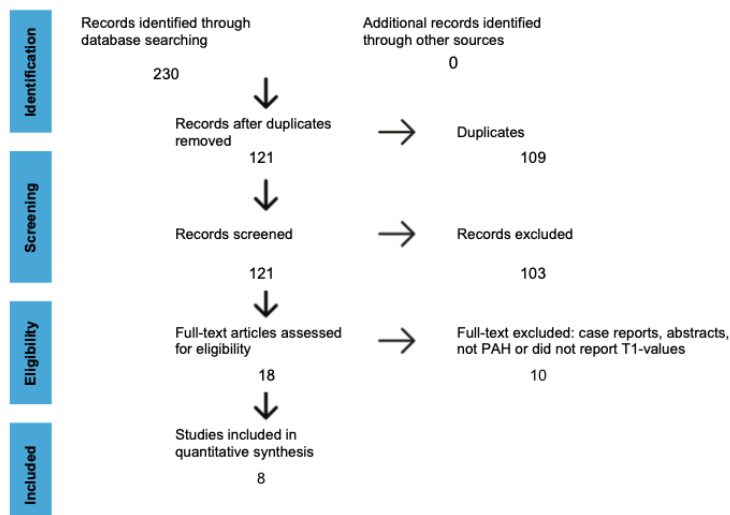 Identification
Records identified through
database searching
230
Additional records identified
through other sources
0
Records after duplicates
removed
121
Duplicates
109
Screening
Records screened
121
Records excluded
103
Eligibility
Full-text articles assessed
for eligibility
18
Full-text excluded: case reports, abstracts,
not PAH or did not report T1-values
10
Included
Studies included in
quantitative synthesis
8